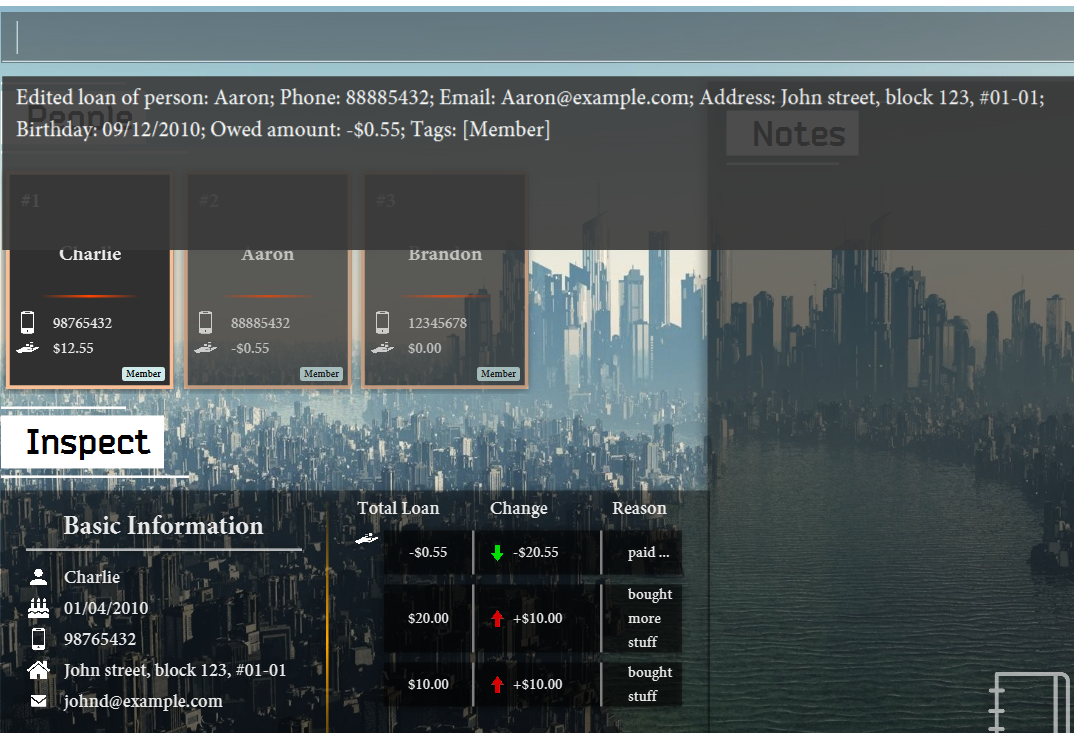 Edited loan of person: Aaron; Phone: 88885432; Email: Aaron@example.com; Address: John street, block 123, #01-01;
Birthday: 09/12/2010; Owed amount: -$0.55; Tags: [Member]
People
Notes
#1
#2
#3
Charlie
Aaron
Brandon
98765432
88885432
12345678
$12.55
-$0.55
$0.00
Member
Member
Member
Inspect
Basic Information
Charlie
01/04/2010
98765432
John street, block 123, #01-01
johnd@example.com
Total Loan Change Reason
-$0.55 -$20.55 paid ...
$20.00 +$10.00 bought
more
stuff
$10.00 +$10.00 bought
stuff